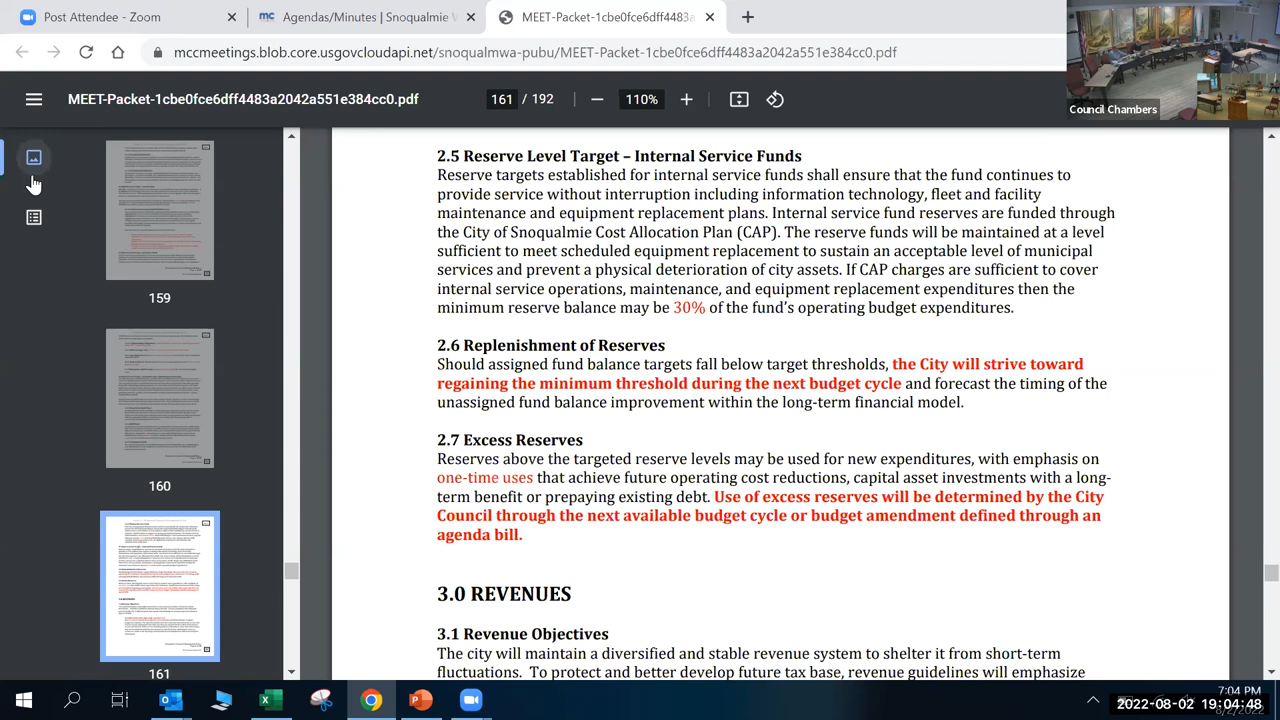 Post Attendee - Zoom
Agendas/Minutes | Snoqualmie V
MEET-Packet-1cbe0fce6dff4483a
mccmeetings.blob.core.usgovcloudapi.net/snoqualmwa-pubu/MEET-Packet-1cbe0fce6dff4483a2042a551e384cc0.pdf
MEET-Packet-1cbe0fce6dff4483a2042a551e384cc0.pdf
161 / 192
110%
Council Chambers
159
160
161
2.5 Reserve Level Target – Internal Service Funds
Reserve targets established for internal service funds shall ensure that the fund continues to
provide service without interruption including information technology, fleet and facility
maintenance and equipment replacement plans. Internal service fund reserves are funded through
the City of Snoqualmie Cost Allocation Plan (CAP). The reserve funds will be maintained at a level
sufficient to meet scheduled equipment replacement to sustain an acceptable level of municipal
services and prevent a physical deterioration of city assets. If CAP charges are sufficient to cover
internal service operations, maintenance, and equipment replacement expenditures then the
minimum reserve balance may be 30% of the fund's operating budget expenditures.
2.6 Replenishment of Reserves
Should assigned fund balance targets fall below target thresholds, the City will strive toward
regaining the minimum threshold during the next budget cycle and forecast the timing of the
unassigned fund balance improvement within the long-term financial model.
2.7 Excess Reserves
Reserves above the targeted reserve levels may be used for new expenditures, with emphasis on
one-time uses that achieve future operating cost reductions, capital asset investments with a long-
term benefit or prepaying existing debt. Use of excess reserves will be determined by the City
Council through the next available budget cycle or budget amendment defined through an
agenda bill.
3.0 REVENUES
3.1 Revenue Objectives
The city will maintain a diversified and stable revenue system to shelter it from short-term
fluctuations. To protect and better develop future tax base, revenue guidelines will emphasize
7:04 PM
2022-08-02 19:04:48